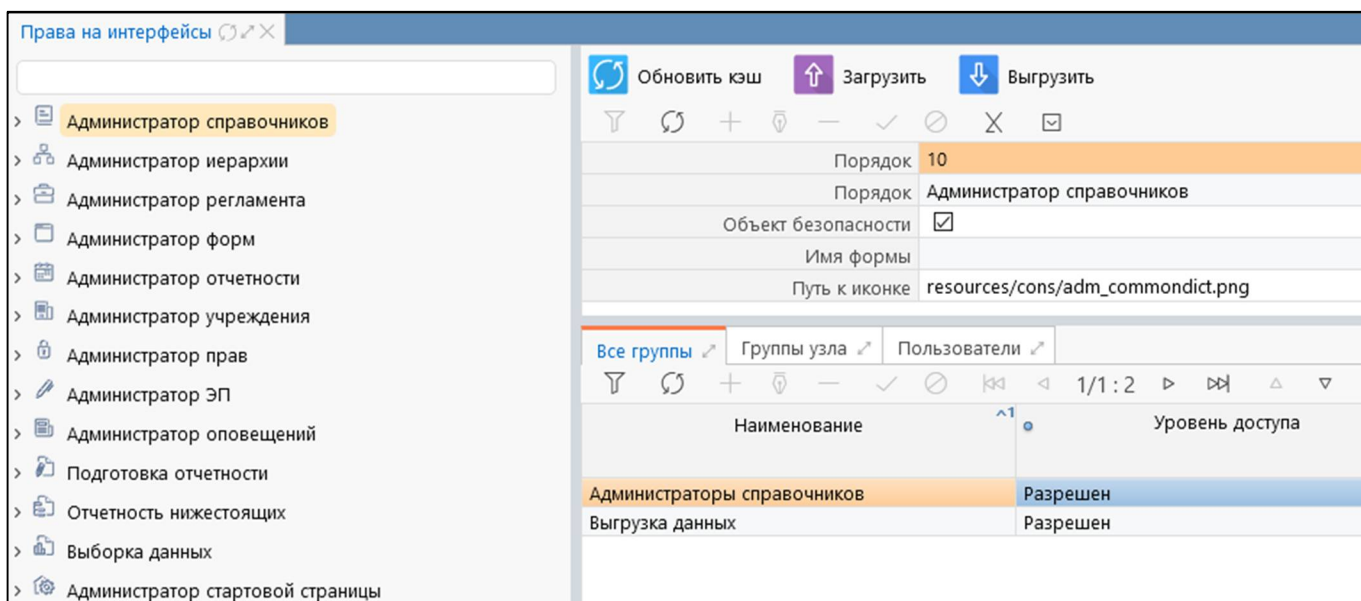 Права на интерфейсы
Администратор справочников
Администратор иерархии
Администратор регламента
Администратор форм
Администратор отчетности
Администратор учреждения
Администратор прав
Администратор ЭП
Администратор оповещений
Подготовка отчетности
Отчетность нижестоящих
Выборка данных
Администратор стартовой страницы
Обновить кэш Загрузить Выгрузить
Порядок 10
Порядок Администратор справочников
Объект безопасности
Имя формы
Путь к иконке resources/cons/adm_commondict.png
Все группы Группы узла Пользователи
1/1 : 2
Наименование ^1 Уровень доступа
Администраторы справочников Разрешен
Выгрузка данных Разрешен